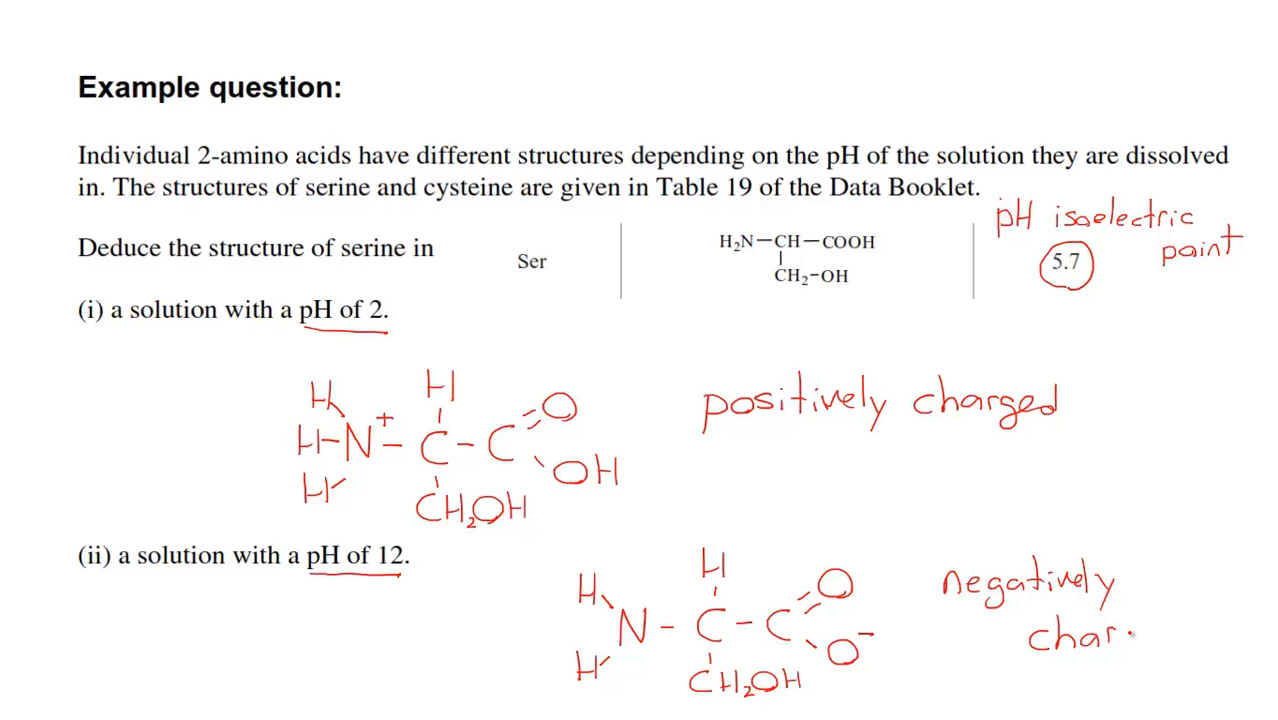 Example question:
Individual 2-amino acids have different structures depending on the pH of the solution they are dissolved
in. The structures of serine and cysteine are given in Table 19 of the Data Booklet.
pH isoelectric
point
Deduce the structure of serine in
Ser
H₂N—CH—COOH
CH₂–OH
5.7
(i) a solution with a pH of 2.
H H O
H–N⁺–C–C
H OH
CH₂OH
positively charged
(ii) a solution with a pH of 12.
H H O
N–C–C
H O⁻
CH₂OH
negatively
char